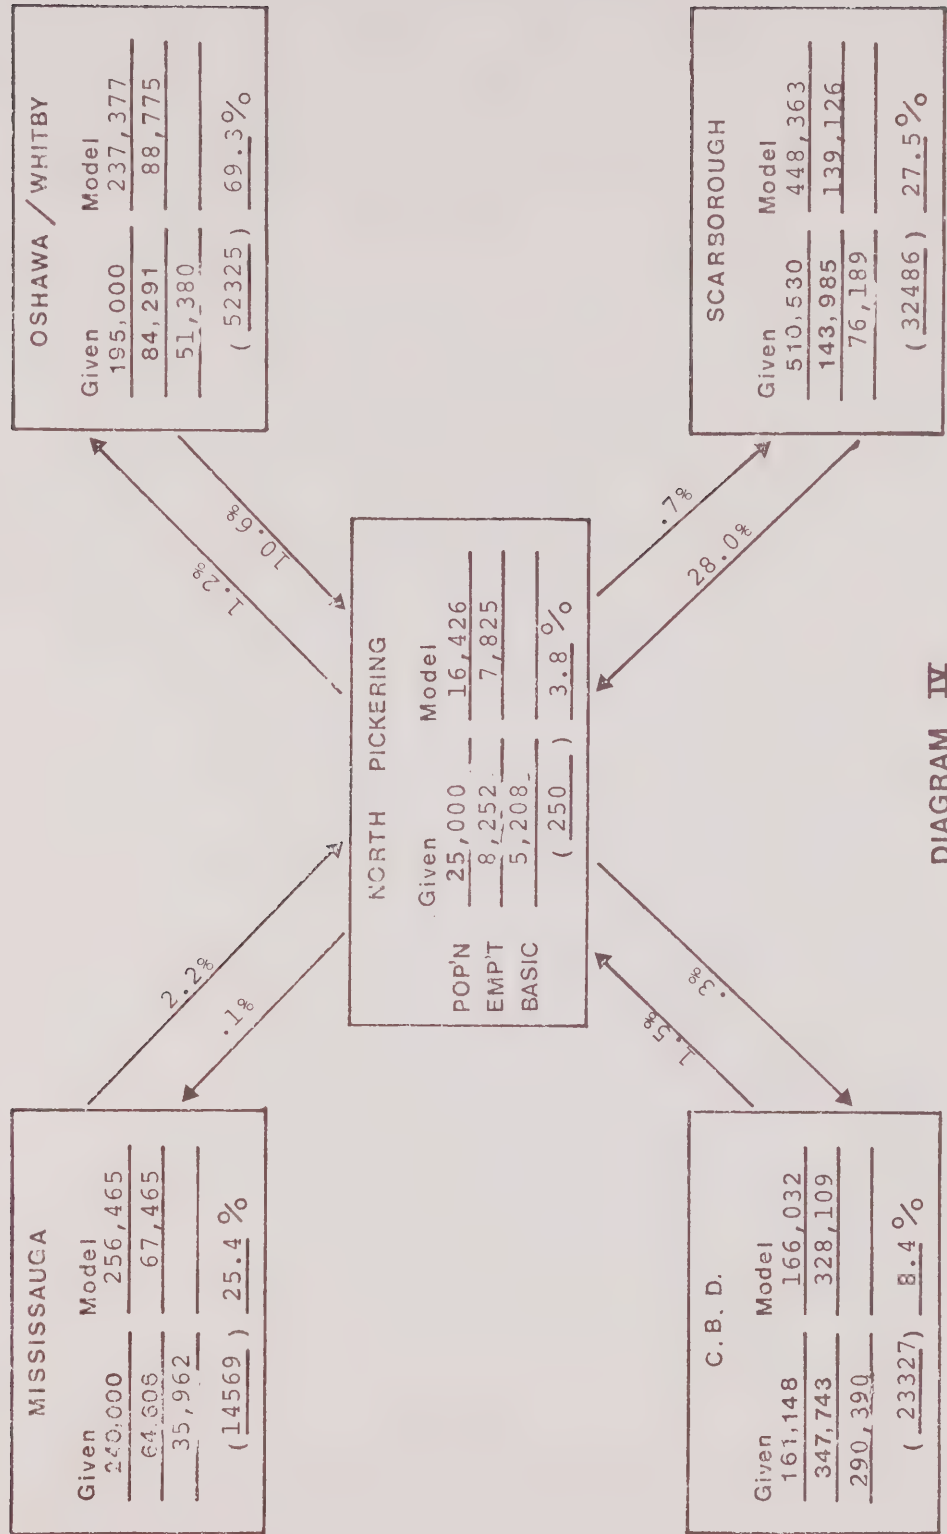 MISSISSAUGA
Given Model
240,000 256,465
64,606 67,465
35,962
(14569) 25.4%
OSHAWA / WHITBY
Given Model
195,000 237,377
84,291 88,775
51,380
(52325) 69.3%
2.2%
.1%
1.2%
10.6%
NORTH PICKERING
Given Model
POP'N 25,000 16,426
EMP'T 8,252 7,825
BASIC 5,208
(250) 3.8%
1.5%
.3%
.7%
28.0%
C.B.D.
Given Model
161,148 166,032
347,743 328,109
290,390
(23327) 8.4%
SCARBOROUGH
Given Model
510,530 448,363
143,985 139,126
76,189
(32486) 27.5%
DIAGRAM IV